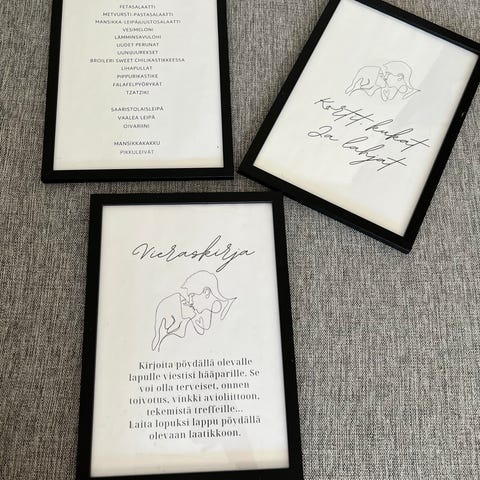 FETASALAATTI
METVURSTI-PASTASALAATTI
MANSIKKA-LEIPÄJUUSTOSALAATTI
VESIMELONI
LÄMMINSAVULOHI
UUDET PERUNAT
UUNIJUUREKSET
BROILERI SWEET CHILIKASTIKKEESSA
LIHAPULLAT
PIPPURIKASTIKE
FALAFELPYÖRYKÄT
TZATZIKI
SAARISTOLAISLEIPÄ
VAALEA LEIPÄ
OIVARIINI
MANSIKKAKAKKU
PIKKULEIVÄT
Kortit kukat
Ja lahjat
Vieraskirja
Kirjoita pöydällä olevalle
lapulle viestisi hääparille. Se
voi olla terveiset, onnen
toivotus, vinkki avioliittoon,
tekemistä treffeille...
Laita lopuksi lappu pöydällä
olevaan laatikkoon.